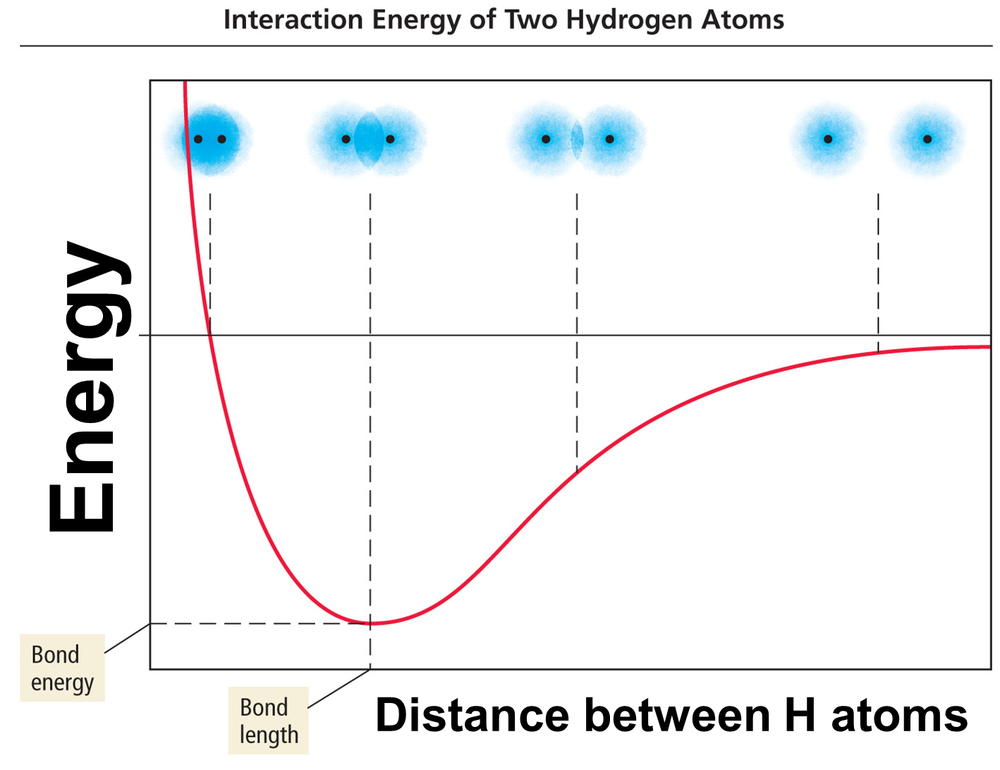 Interaction Energy of Two Hydrogen Atoms
Energy
Bond
energy
Bond
length
Distance between H atoms